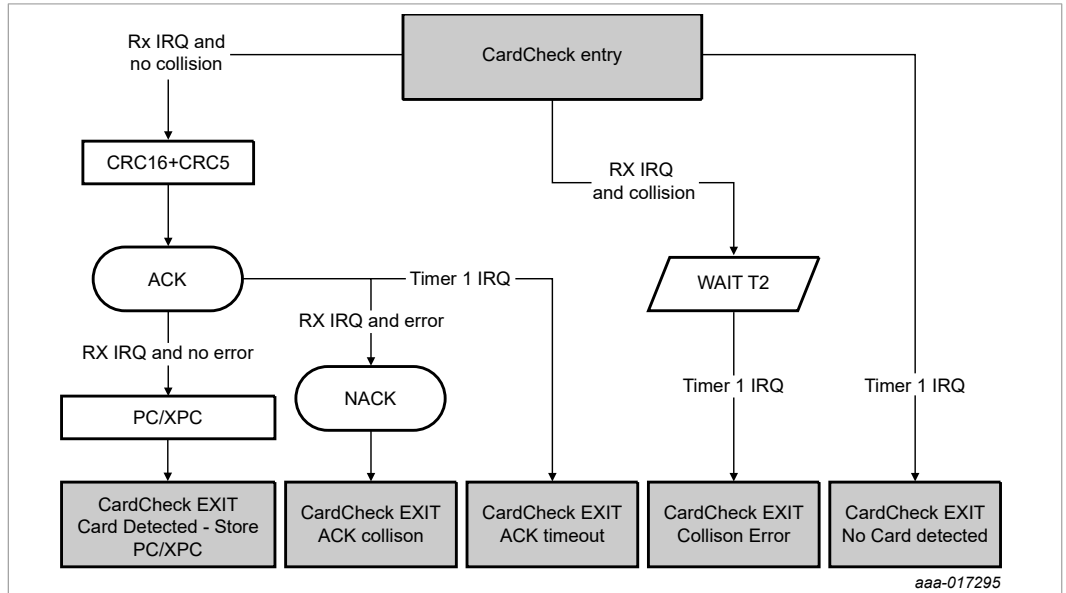 Rx IRQ and
no collision
CardCheck entry
CRC16+CRC5
RX IRQ
and collision
ACK
Timer 1 IRQ
WAIT T2
RX IRQ and error
RX IRQ and no error
NACK
Timer 1 IRQ
Timer 1 IRQ
PC/XPC
CardCheck EXIT
Card Detected - Store
PC/XPC
CardCheck EXIT
ACK collison
CardCheck EXIT
ACK timeout
CardCheck EXIT
Collison Error
CardCheck EXIT
No Card detected
aaa-017295